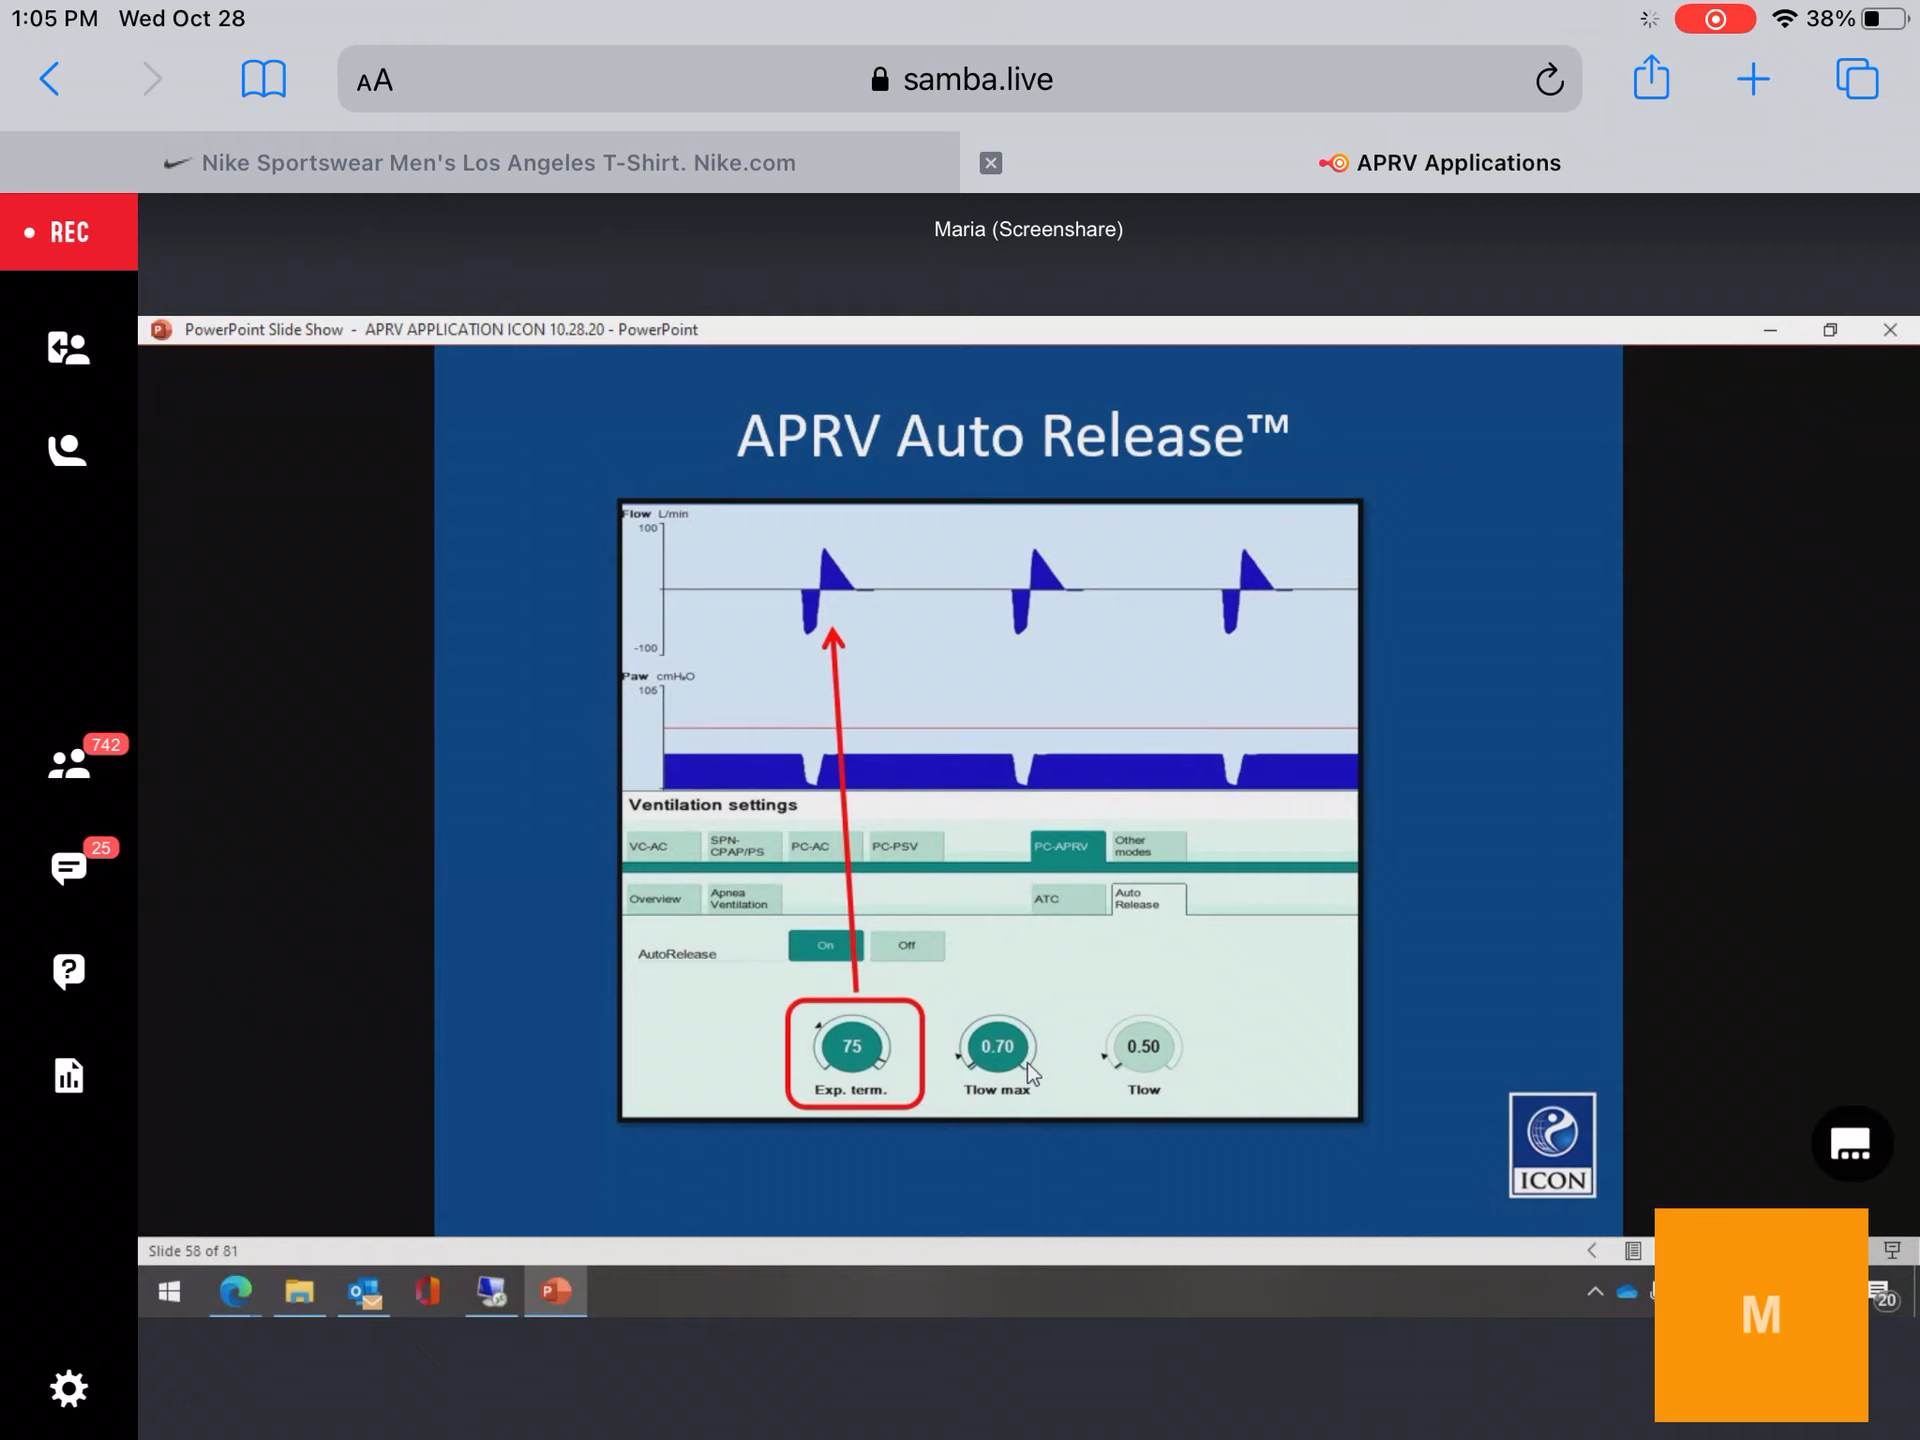 1:05 PM Wed Oct 28
38%
AA
samba.live
Nike Sportswear Men's Los Angeles T-Shirt. Nike.com
APRV Applications
REC
Maria (Screenshare)
PowerPoint Slide Show - APRV APPLICATION ICON 10.28.20 - PowerPoint
APRV Auto Release™
Flow L/min
100
-100
Paw cmH₂O
105
Ventilation settings
VC-AC
SPN-
CPAP/PS
PC-AC
PC-PSV
PC-APRV
Other
modes
Overview
Apnea
Ventilation
ATC
Auto
Release
AutoRelease
On
Off
75
0.70
0.50
Exp. term.
Tlow max
Tlow
ICON
742
25
Slide 58 of 81
M
20